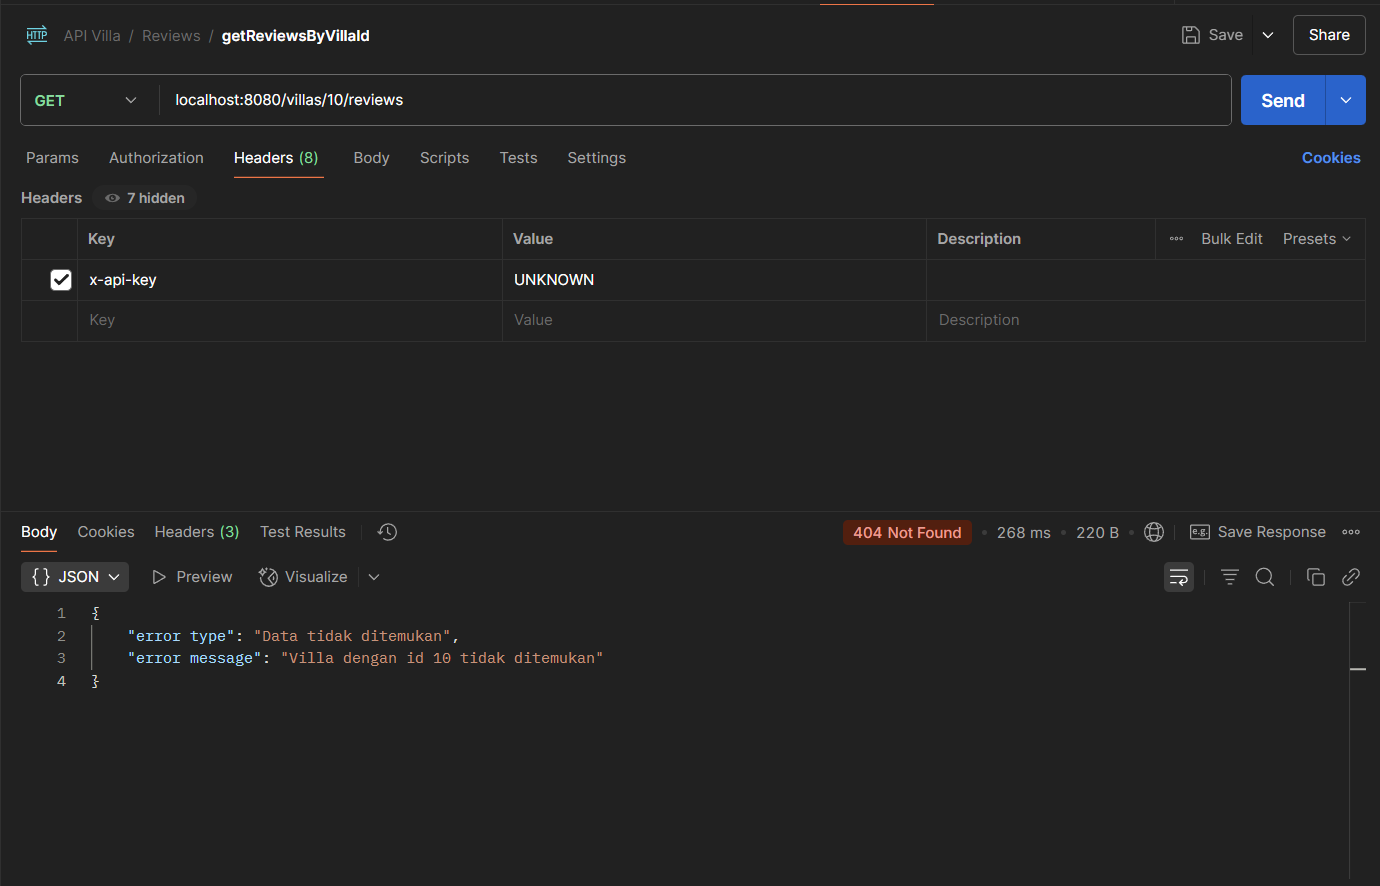 HTTP API Villa / Reviews / getReviewsByVillaId Save Share
GET localhost:8080/villas/10/reviews Send
Params Authorization Headers (8) Body Scripts Tests Settings Cookies
Headers 7 hidden
Key Value Description Bulk Edit Presets
x-api-key UNKNOWN
Key Value Description
Body Cookies Headers (3) Test Results 404 Not Found • 268 ms • 220 B • e.g. Save Response
{} JSON Preview Visualize
1 {
2 "error type": "Data tidak ditemukan",
3 "error message": "Villa dengan id 10 tidak ditemukan"
4 }